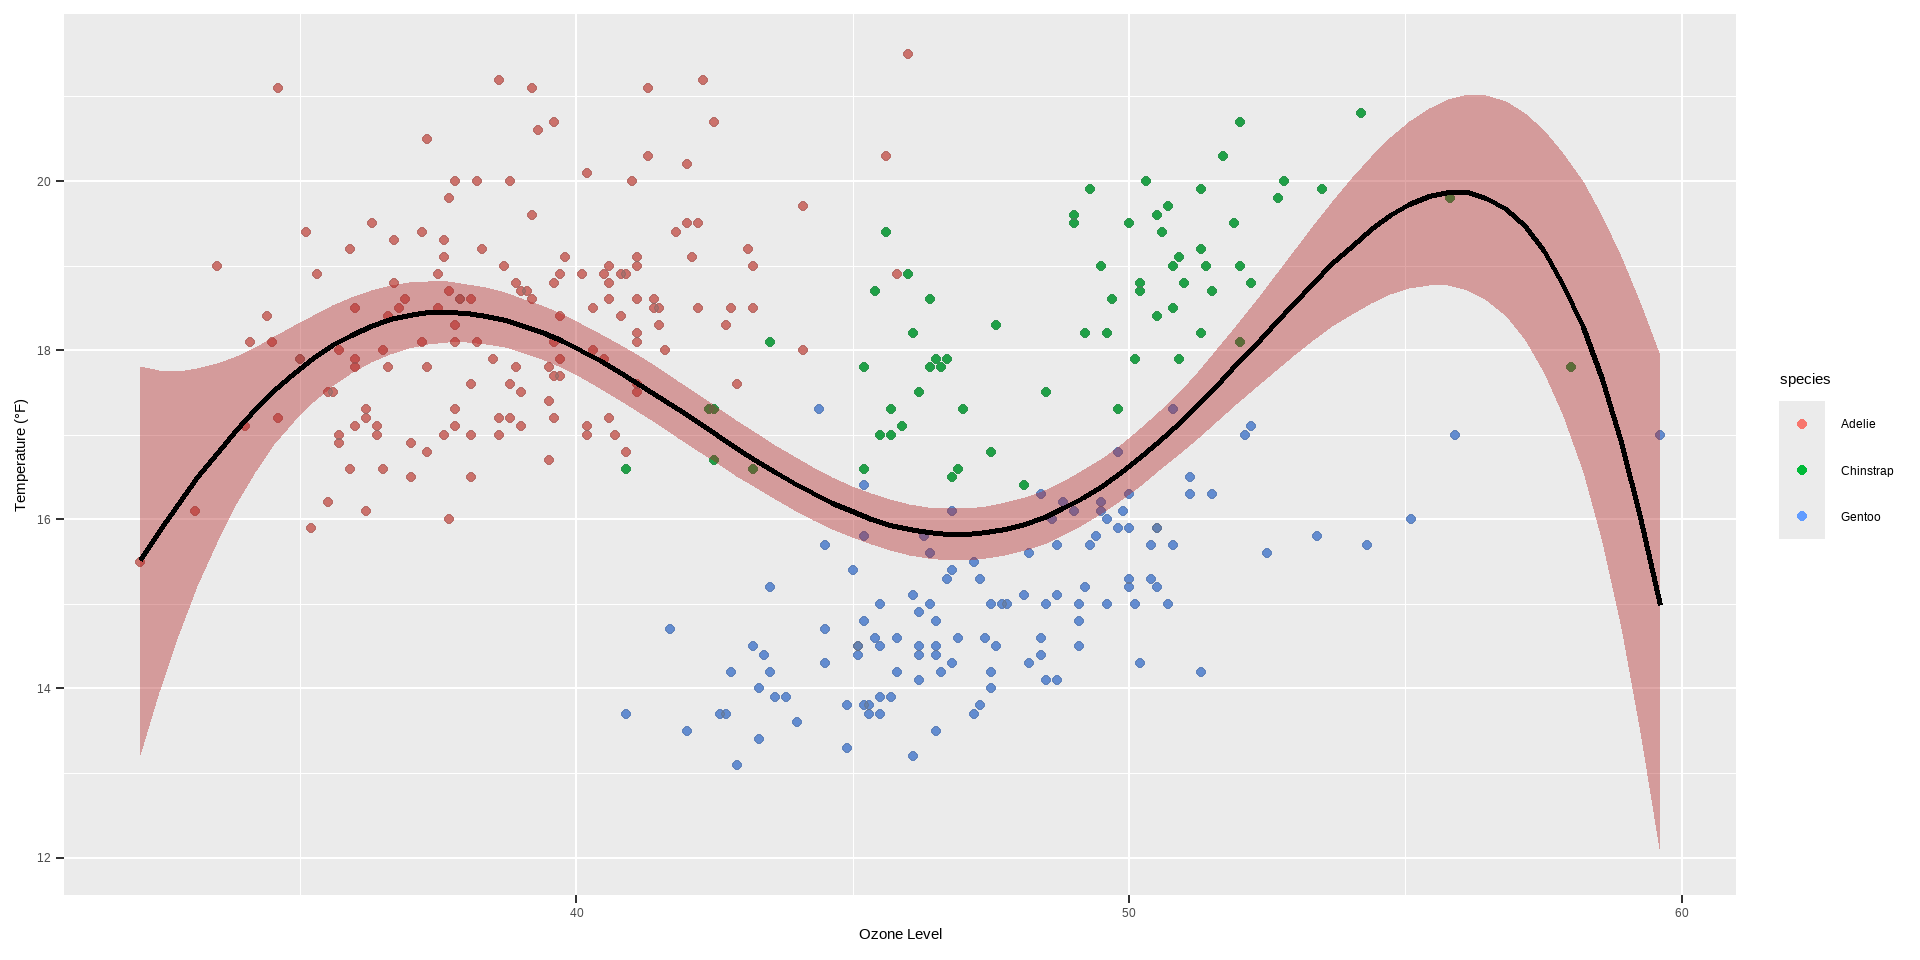 20
18
16
14
12
Temperature (°F)
40
50
60
Ozone Level
species
Adelie
Chinstrap
Gentoo